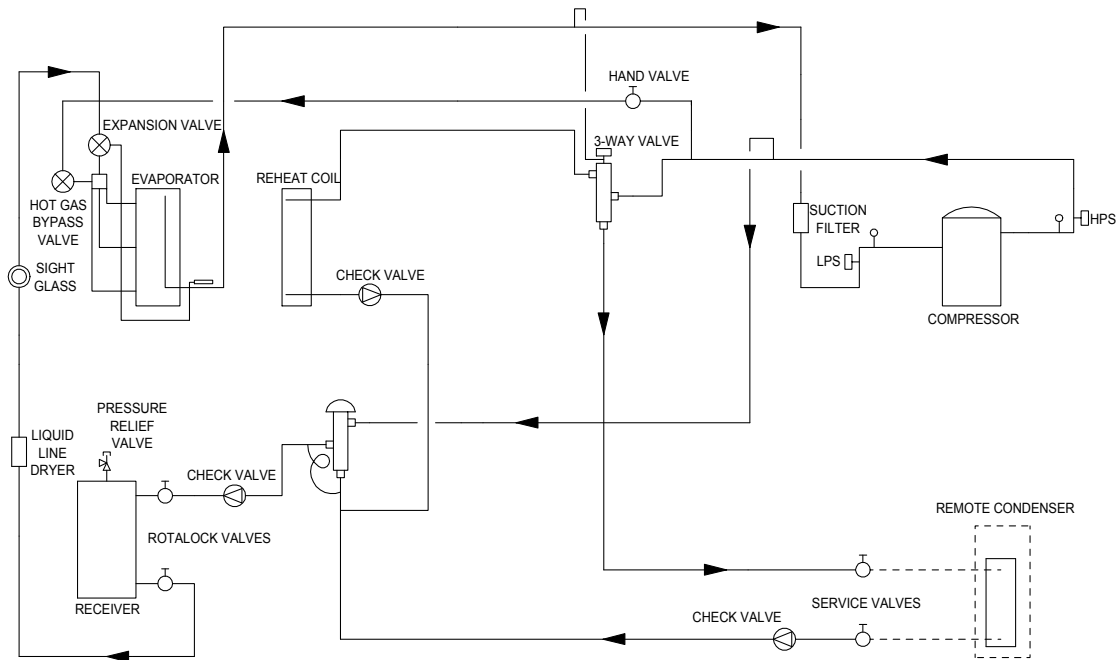 HAND VALVE
EXPANSION VALVE
3-WAY VALVE
EVAPORATOR
REHEAT COIL
HOT GAS
BYPASS
VALVE
SUCTION
FILTER
HPS
LPS
SIGHT
GLASS
CHECK VALVE
COMPRESSOR
PRESSURE
RELIEF
VALVE
LIQUID
LINE
DRYER
CHECK VALVE
ROTALOCK VALVES
REMOTE CONDENSER
RECEIVER
CHECK VALVE
SERVICE VALVES